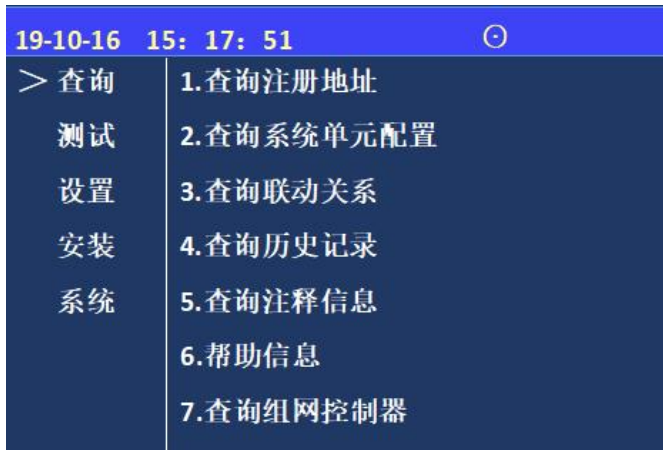 19-10-16 15：17：51
＞查询
测试
设置
安装
系统
1.查询注册地址
2.查询系统单元配置
3.查询联动关系
4.查询历史记录
5.查询注释信息
6.帮助信息
7.查询组网控制器